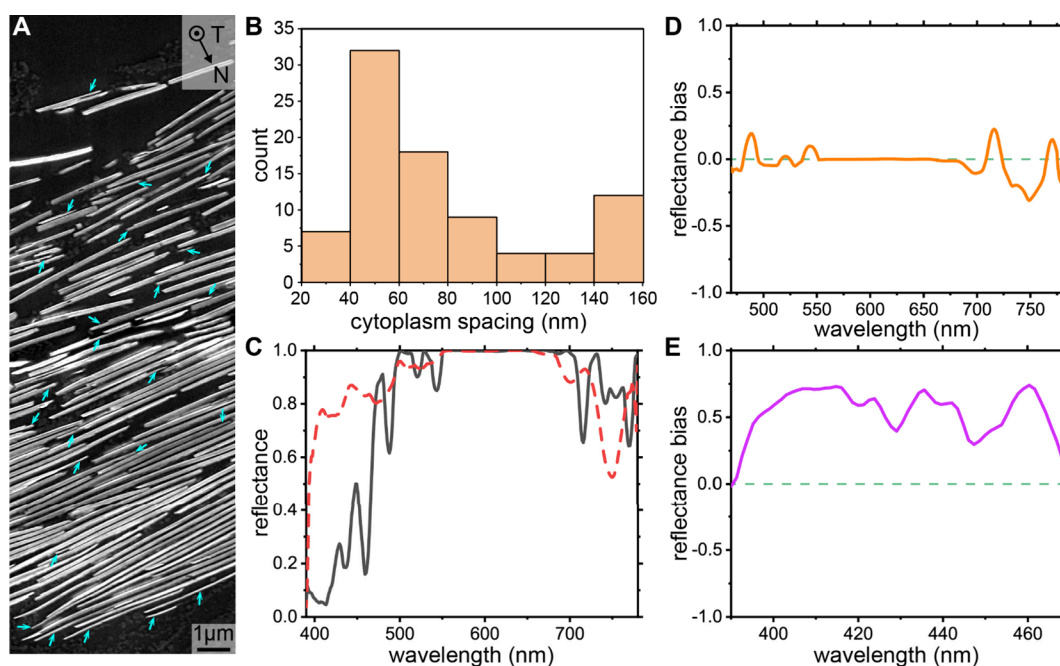 A
T
N
1μm
B
35
30
25
20
15
10
5
0
count
20 40 60 80 100 120 140 160
cytoplasm spacing (nm)
C
1.0
0.8
0.6
0.4
0.2
0.0
reflectance
400 500 600 700
wavelength (nm)
D
1.0
0.5
0.0
-0.5
-1.0
reflectance bias
500 550 600 650 700 750
wavelength (nm)
E
1.0
0.5
0.0
-0.5
-1.0
reflectance bias
400 420 440 460
wavelength (nm)